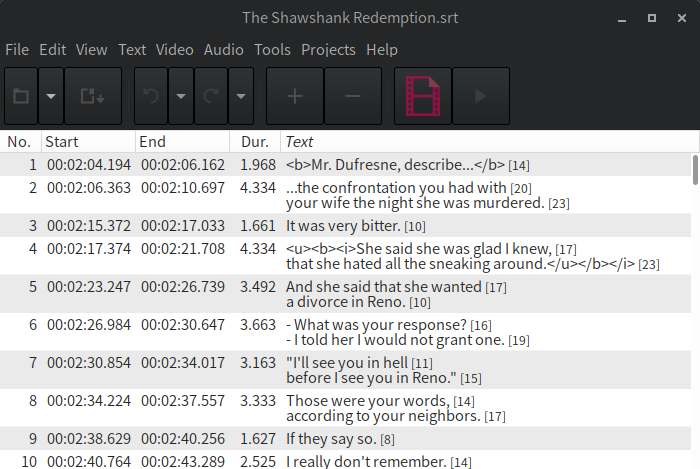 The Shawshank Redemption.srt
File Edit View Text Video Audio Tools Projects Help
No. Start End Dur. Text
1 00:02:04.194 00:02:06.162 1.968 <b>Mr. Dufresne, describe...</b> [14]
2 00:02:06.363 00:02:10.697 4.334 ...the confrontation you had with [20]
your wife the night she was murdered. [23]
3 00:02:15.372 00:02:17.033 1.661 It was very bitter. [10]
4 00:02:17.374 00:02:21.708 4.334 <u><b><i>She said she was glad I knew, [17]
that she hated all the sneaking around.</u></b></i> [23]
5 00:02:23.247 00:02:26.739 3.492 And she said that she wanted [17]
a divorce in Reno. [10]
6 00:02:26.984 00:02:30.647 3.663 - What was your response? [16]
- I told her I would not grant one. [19]
7 00:02:30.854 00:02:34.017 3.163 "I'll see you in hell [11]
before I see you in Reno." [15]
8 00:02:34.224 00:02:37.557 3.333 Those were your words, [14]
according to your neighbors. [17]
9 00:02:38.629 00:02:40.256 1.627 If they say so. [8]
10 00:02:40.764 00:02:43.289 2.525 I really don't remember. [14]